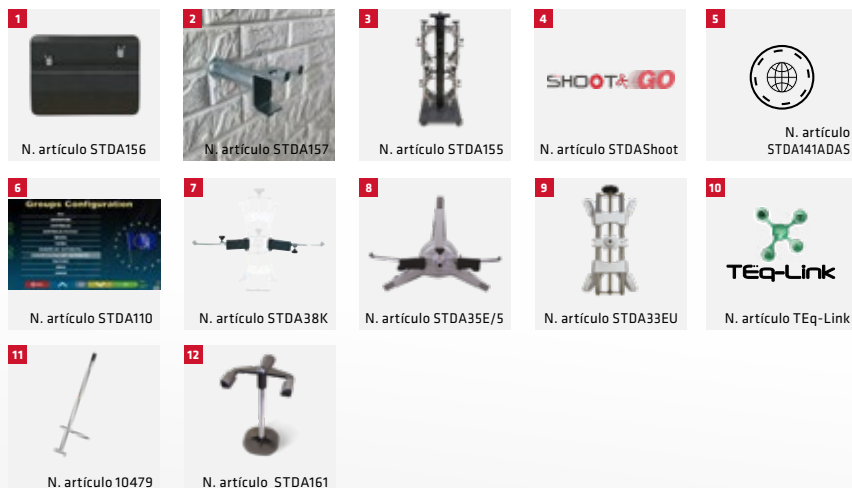 1
2
3
4
5
N. artículo STDA156
N. artículo STDA157
N. artículo STDA155
SHOOT& GO
N. artículo STDAShoot
N. artículo
STDA141ADAS
6
7
8
9
10
Groups Configuration
TEq-Link
N. artículo STDA110
N. artículo STDA38K
N. artículo STDA35E/5
N. artículo STDA33EU
N. artículo TEq-Link
11
12
N. artículo 10479
N. artículo STDA161